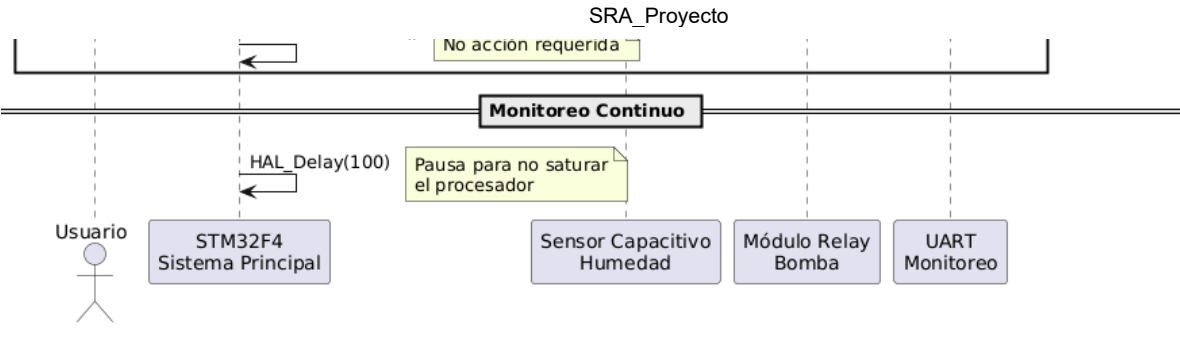 SRA_Proyecto
No acción requerida
Monitoreo Continuo
HAL_Delay(100)
Pausa para no saturar
el procesador
Usuario
STM32F4
Sistema Principal
Sensor Capacitivo
Humedad
Módulo Relay
Bomba
UART
Monitoreo